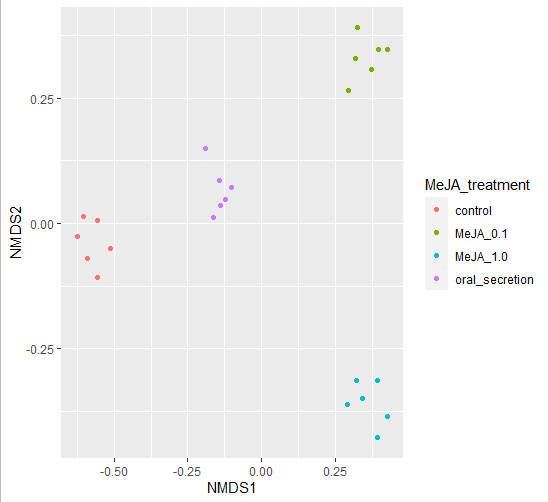 0.25
0.00
-0.25
NMDS2
-0.50
-0.25
0.00
0.25
NMDS1
MeJA_treatment
control
MeJA_0.1
MeJA_1.0
oral_secretion